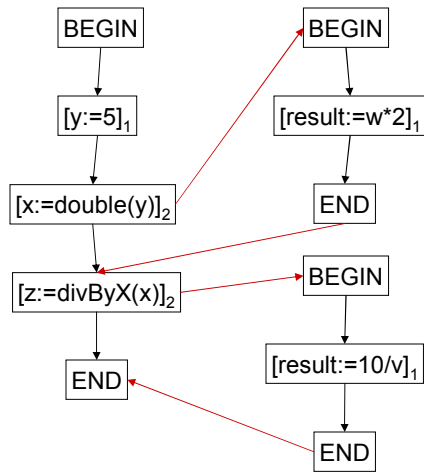 BEGIN
[y:=5]₁
[x:=double(y)]₂
[z:=divByX(x)]₂
END
BEGIN
[result:=w*2]₁
END
BEGIN
[result:=10/v]₁
END